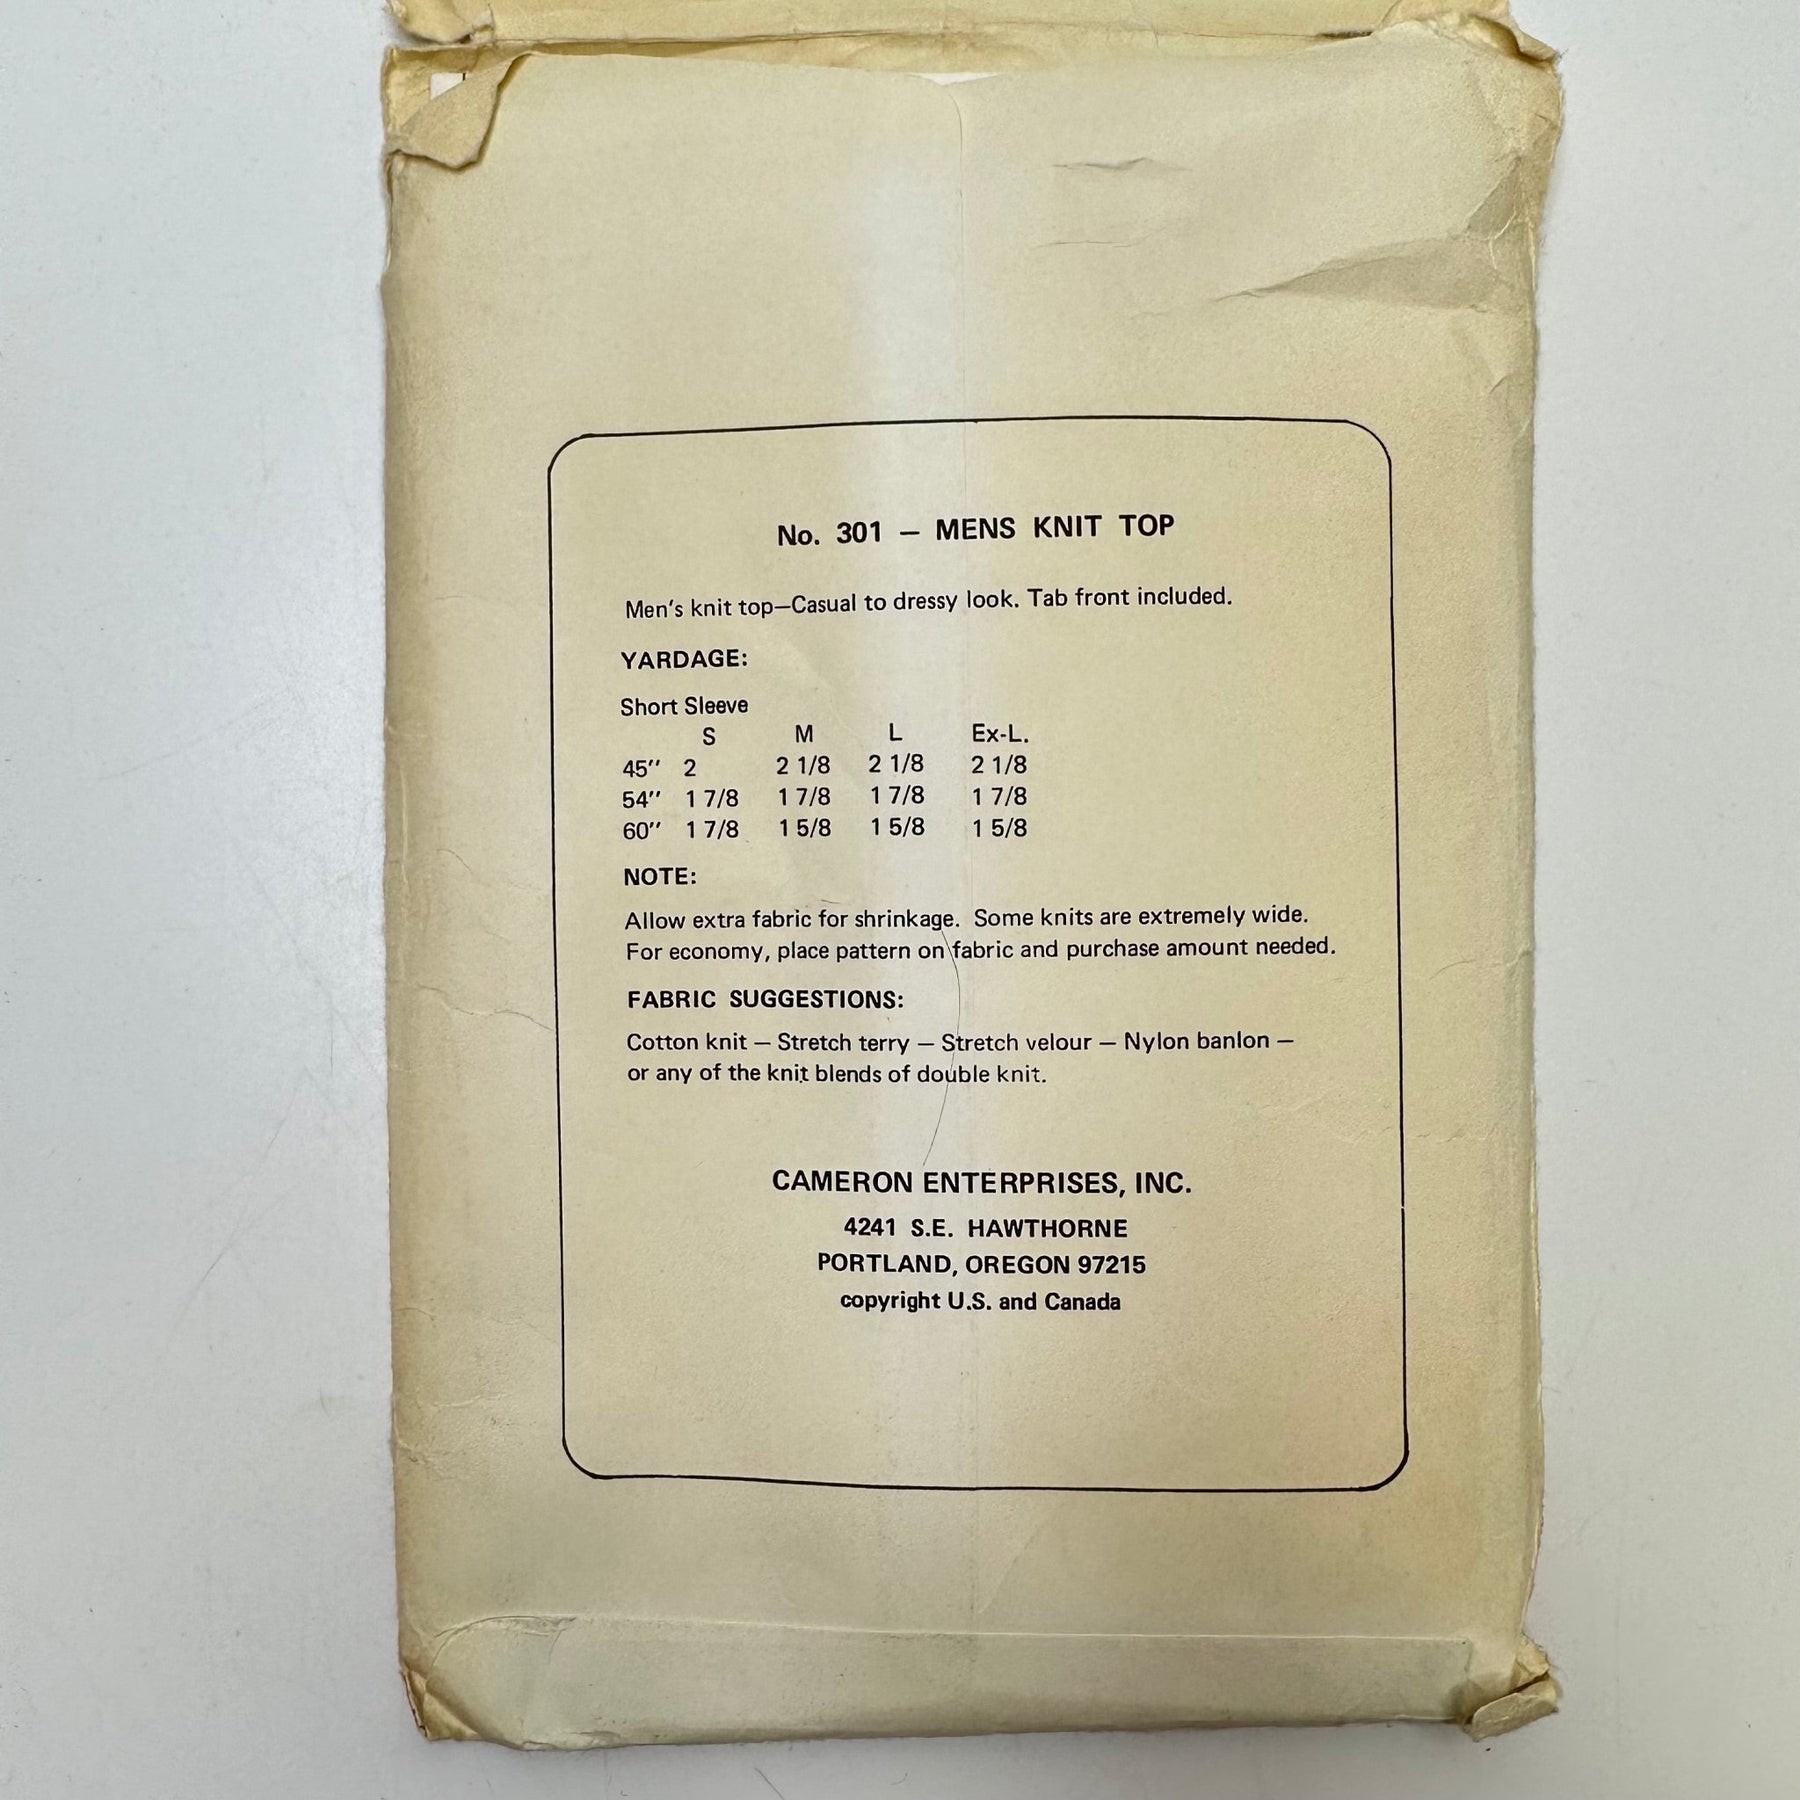 No. 301 — MENS KNIT TOP
Men's knit top—Casual to dressy look. Tab front included.
YARDAGE:
Short Sleeve
S M L Ex-L.
45" 2 2 1/8 2 1/8 2 1/8
54" 1 7/8 1 7/8 1 7/8 1 7/8
60" 1 7/8 1 5/8 1 5/8 1 5/8
NOTE:
Allow extra fabric for shrinkage. Some knits are extremely wide.
For economy, place pattern on fabric and purchase amount needed.
FABRIC SUGGESTIONS:
Cotton knit — Stretch terry — Stretch velour — Nylon banlon —
or any of the knit blends of double knit.
CAMERON ENTERPRISES, INC.
4241 S.E. HAWTHORNE
PORTLAND, OREGON 97215
copyright U.S. and Canada